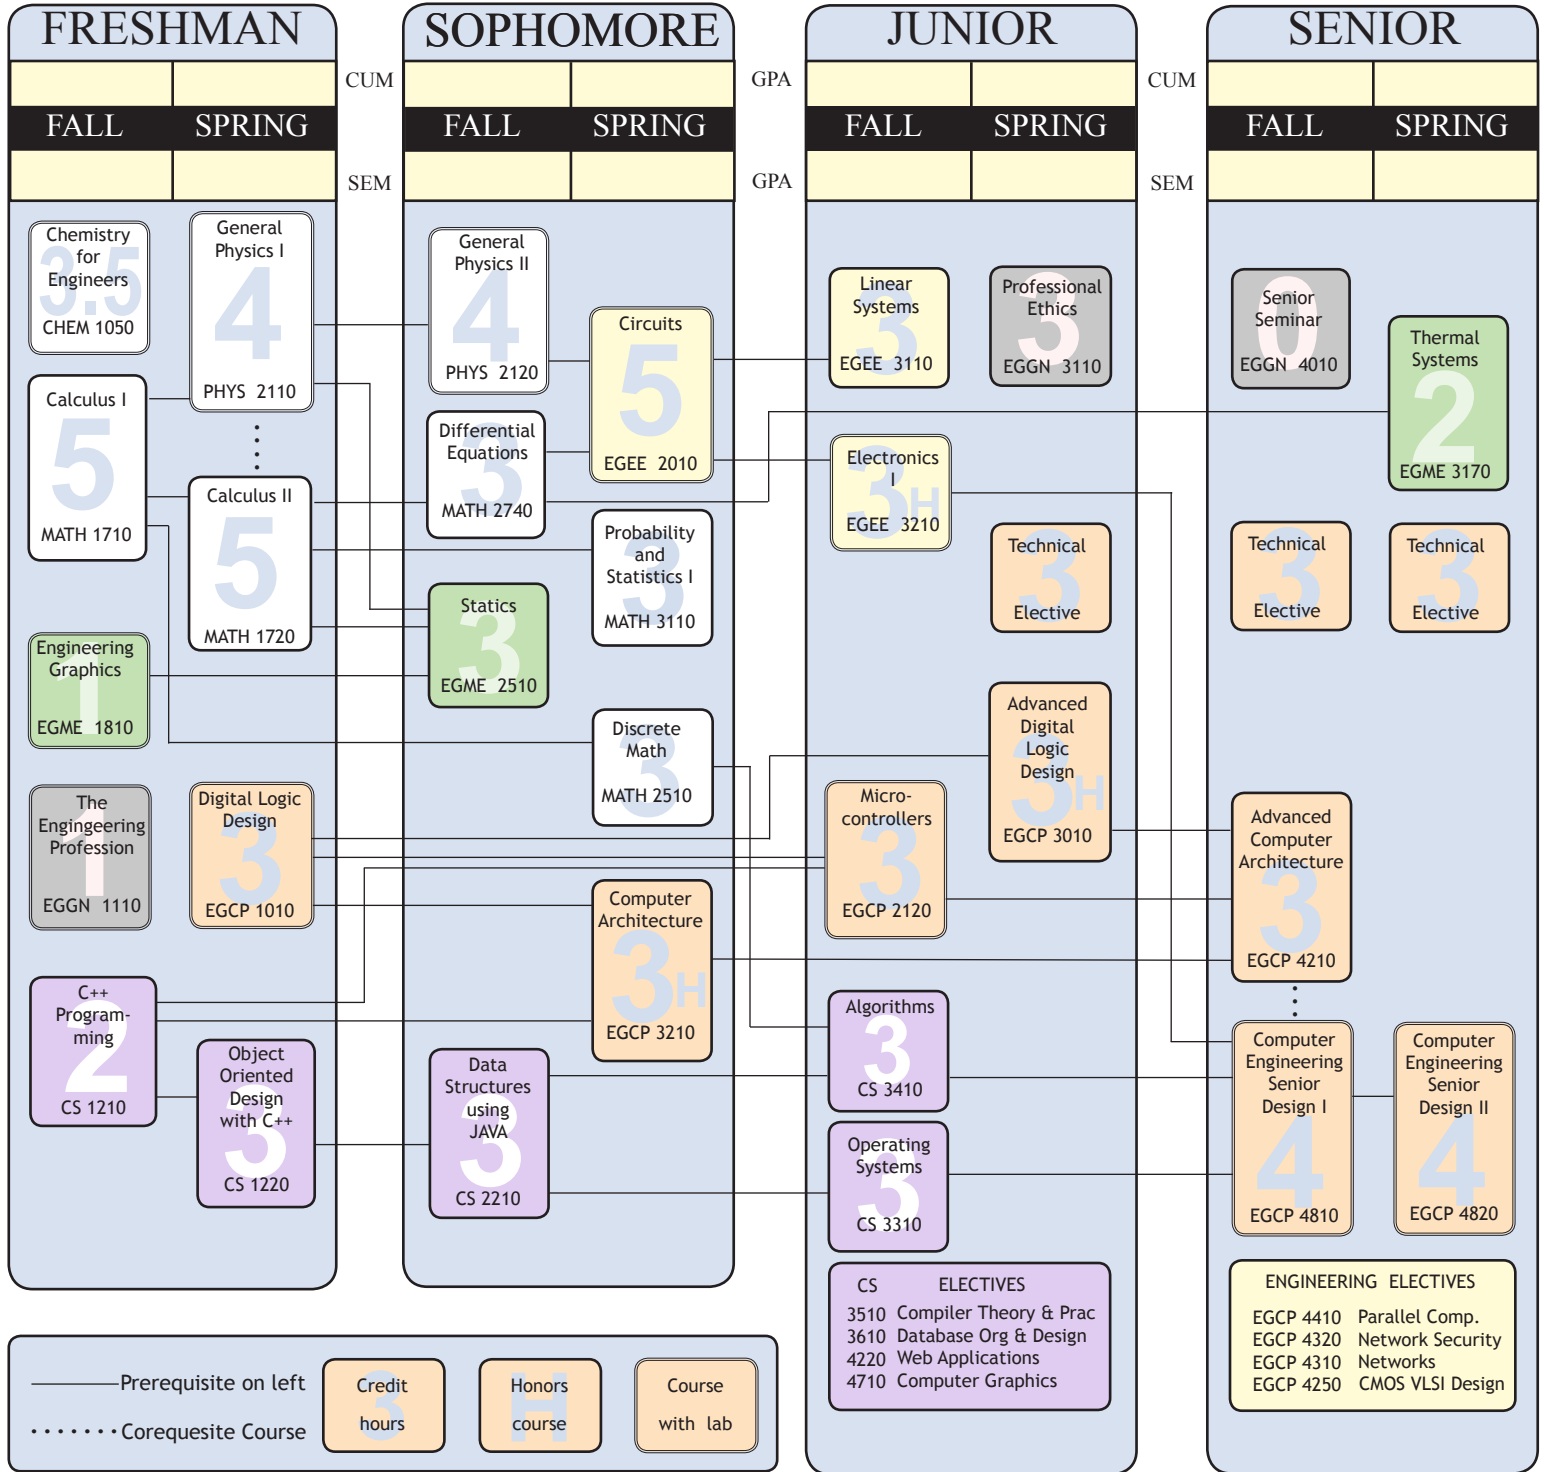 FRESHMAN
SOPHOMORE
JUNIOR
SENIOR
CUM
GPA
CUM
FALL
SPRING
FALL
SPRING
FALL
SPRING
FALL
SPRING
SEM
GPA
SEM
Chemistry
for
Engineers
3.5
CHEM 1050
Calculus I
5
MATH 1710
Engineering
Graphics
1
EGME 1810
The
Engingeering
Profession
1
EGGN 1110
C++
Program-
ming
2
CS 1210
General
Physics I
4
PHYS 2110
Calculus II
5
MATH 1720
Digital Logic
Design
3
EGCP 1010
Object
Oriented
Design
with C++
3
CS 1220
General
Physics II
4
PHYS 2120
Differential
Equations
3
MATH 2740
Statics
3
EGME 2510
Data
Structures
using
JAVA
3
CS 2210
Circuits
5
EGEE 2010
Probability
and
Statistics I
3
MATH 3110
Discrete
Math
3
MATH 2510
Computer
Architecture
3H
EGCP 3210
Linear
Systems
3
EGEE 3110
Electronics
I
3H
EGEE 3210
Micro-
controllers
3
EGCP 2120
Algorithms
3
CS 3410
Operating
Systems
3
CS 3310
Professional
Ethics
3
EGGN 3110
Technical
3
Elective
Advanced
Digital
Logic
Design
3H
EGCP 3010
Senior
Seminar
0
EGGN 4010
Technical
3
Elective
Advanced
Computer
Architecture
3
EGCP 4210
Computer
Engineering
Senior
Design I
4
EGCP 4810
Thermal
Systems
2
EGME 3170
Technical
3
Elective
Computer
Engineering
Senior
Design II
4
EGCP 4820
CS ELECTIVES
3510 Compiler Theory & Prac
3610 Database Org & Design
4220 Web Applications
4710 Computer Graphics
ENGINEERING ELECTIVES
EGCP 4410 Parallel Comp.
EGCP 4320 Network Security
EGCP 4310 Networks
EGCP 4250 CMOS VLSI Design
Prerequisite on left
Corequesite Course
Credit
3
hours
Honors
H
course
Course
with lab